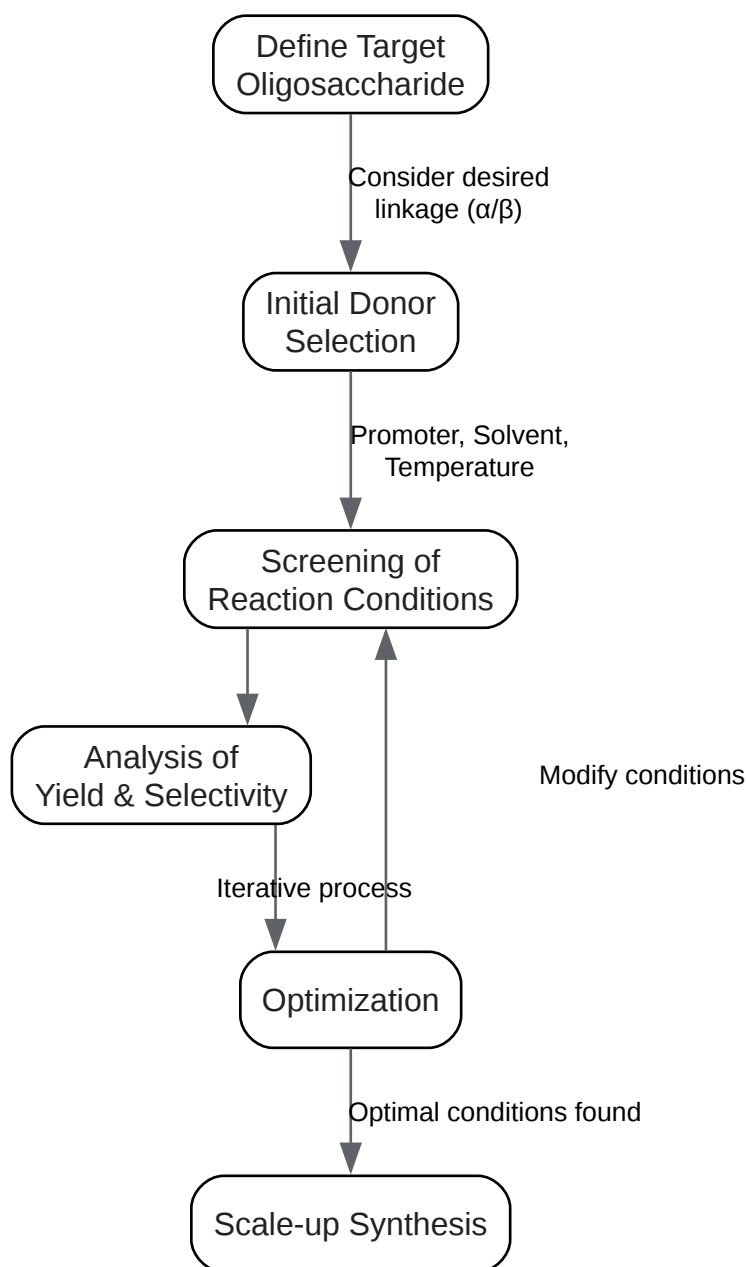 Define Target
Oligosaccharide
Consider desired
linkage (α/β)
Initial Donor
Selection
Promoter, Solvent,
Temperature
Screening of
Reaction Conditions
Analysis of
Yield & Selectivity
Modify conditions
Iterative process
Optimization
Optimal conditions found
Scale-up Synthesis